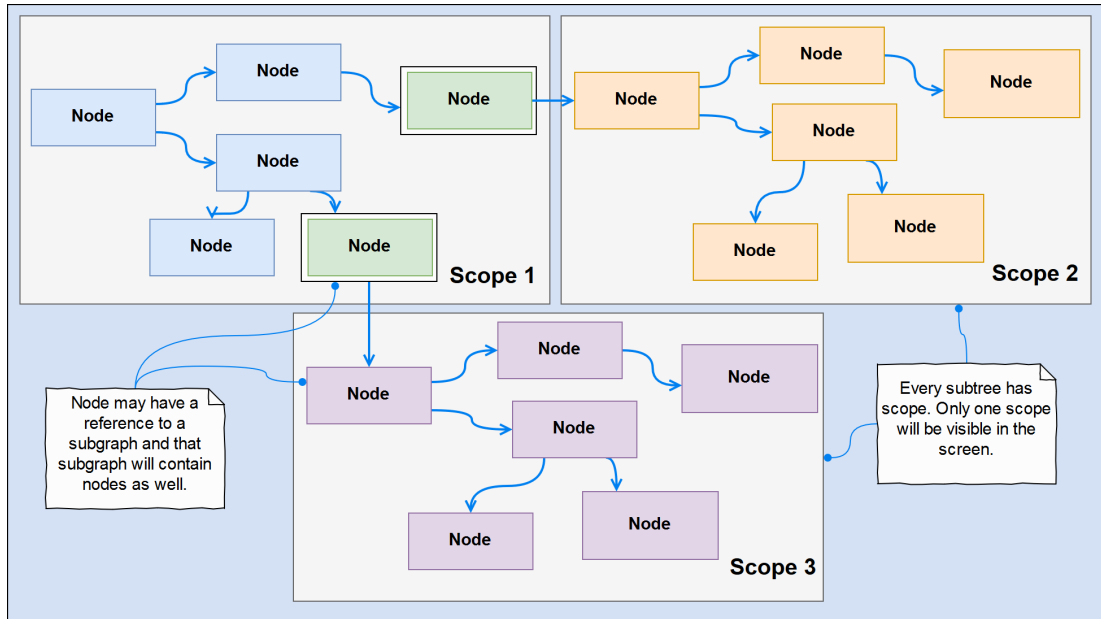 Node
Node
Node
Node
Node
Node
Scope 1
Node
Node
Node
Node
Node
Node
Scope 2
Node
Node
Node
Node
Node
Node
Scope 3
Node may have a
reference to a
subgraph and that
subgraph will contain
nodes as well.
Every subtree has
scope. Only one scope
will be visible in the
screen.